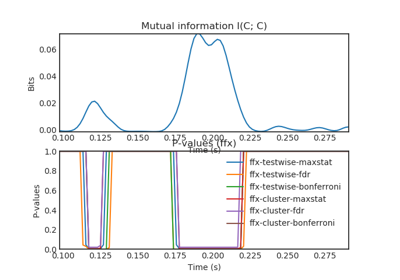 Mutual information I(C; C)
0.06
0.04
0.02
0.00
Bits
0.100 0.125 0.150 0.175 0.200 0.225 0.250 0.275
Time (s)
P-values (ffx)
1.0
0.8
0.6
0.4
0.2
0.0
P-values
ffx-testwise-maxstat
ffx-testwise-fdr
ffx-testwise-bonferroni
ffx-cluster-maxstat
ffx-cluster-fdr
ffx-cluster-bonferroni
0.100 0.125 0.150 0.175 0.200 0.225 0.250 0.275
Time (s)